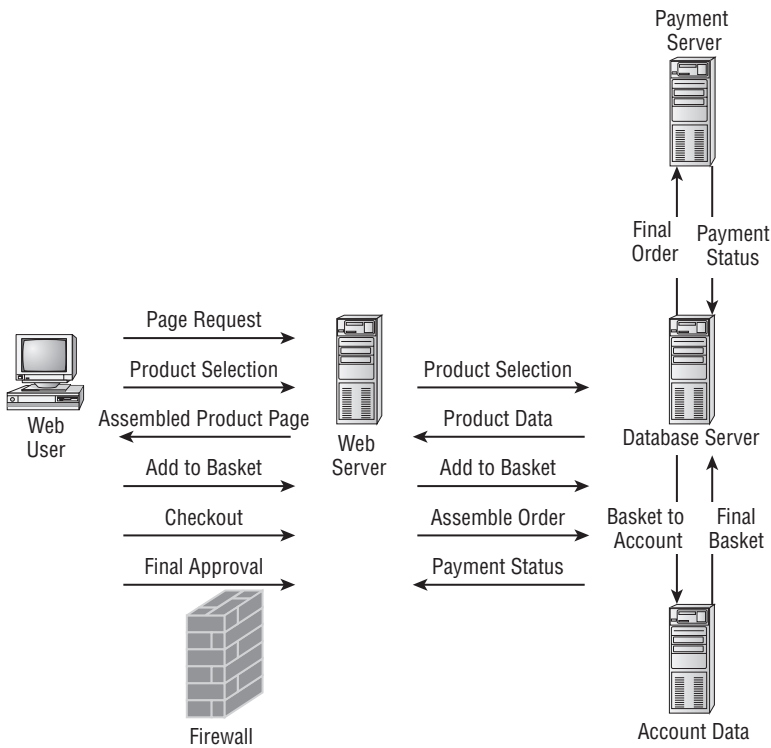 Payment
Server
Final
Order
Payment
Status
Page Request
Product Selection
Product Selection
Assembled Product Page
Product Data
Web
User
Web
Server
Database Server
Add to Basket
Add to Basket
Checkout
Assemble Order
Basket to
Account
Final
Basket
Final Approval
Payment Status
Firewall
Account Data